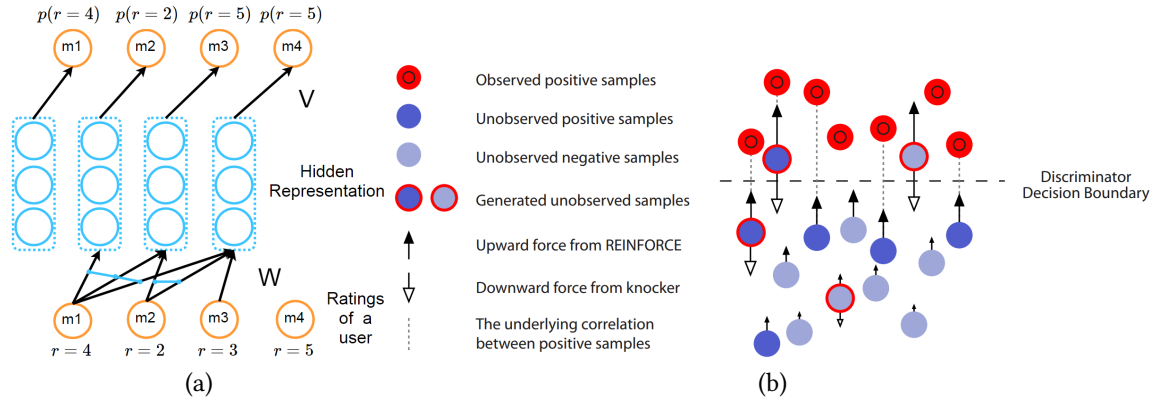 p(r = 4) p(r = 2) p(r = 5) p(r = 5)
m1 m2 m3 m4
V
Hidden
Representation
W
Ratings
of a
user
m1 m2 m3 m4
r = 4 r = 2 r = 3 r = 5
(a)
Observed positive samples
Unobserved positive samples
Unobserved negative samples
Generated unobserved samples
Upward force from REINFORCE
Downward force from knocker
The underlying correlation
between positive samples
Discriminator
Decision Boundary
(b)